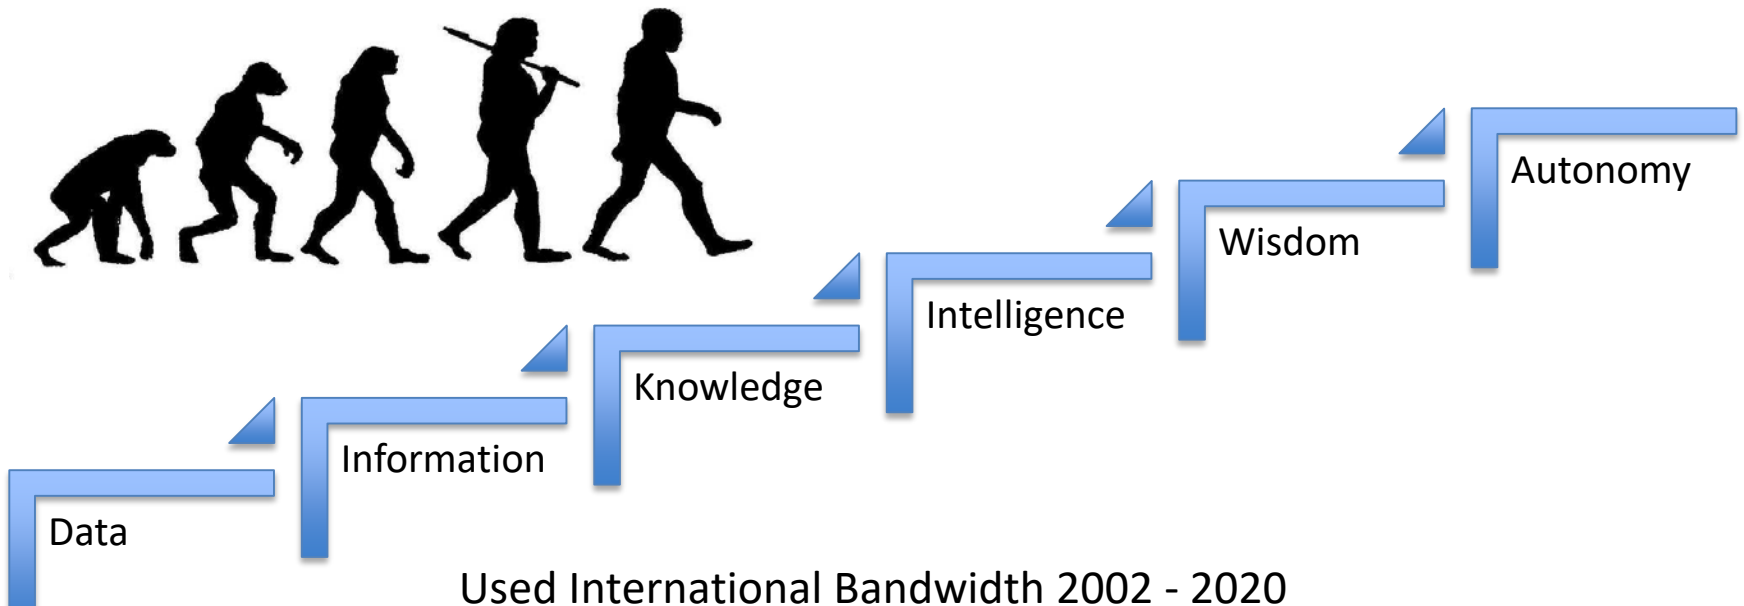 Autonomy
Wisdom
Intelligence
Knowledge
Information
Data
Used International Bandwidth 2002 - 2020